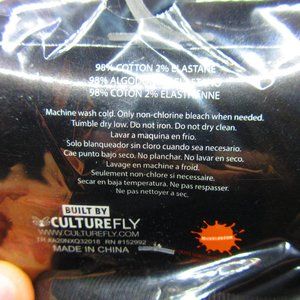 98% COTTON 2% ELASTANE
98% ALGODÓN 2% ELASTANO
98% COTON 2% ELASTHENNE
Machine wash cold. Only non-chlorine bleach when needed.
Tumble dry low. Do not iron. Do not dry clean.
Lavar a maquina en frio.
Solo blanqueador sin cloro cuando sea necesario.
Cae punto bajo seco. No planchar. No lavar en seco.
Lavage en machine a froid.
Seulement non-chlore si necessaire.
Secar en baja temperatura. Ne pas respasser.
Ne pas nettoyer a sec.
BUILT BY
CULTUREFLY
WWW.CULTUREFLY.COM
RN #152992
MADE IN CHINA
NICKELODEON